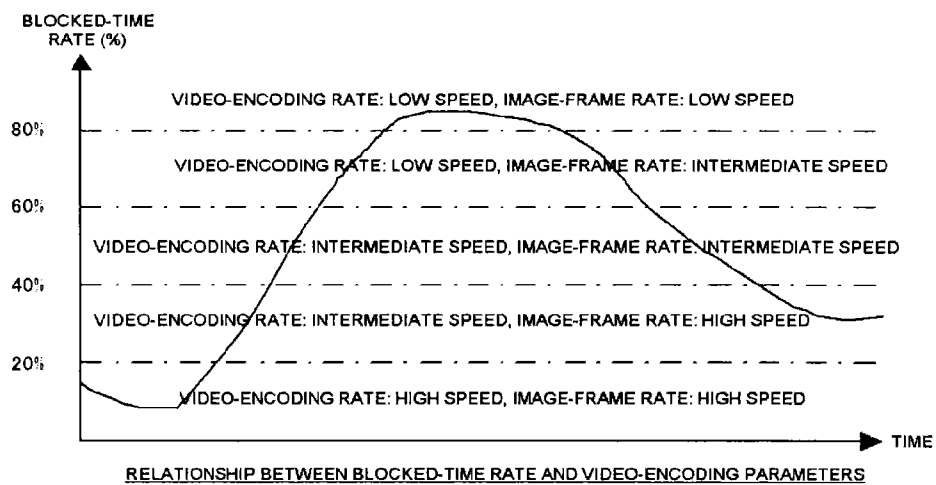 BLOCKED-TIME
RATE (%)
VIDEO-ENCODING RATE: LOW SPEED, IMAGE-FRAME RATE: LOW SPEED
80%
VIDEO-ENCODING RATE: LOW SPEED, IMAGE-FRAME RATE: INTERMEDIATE SPEED
60%
VIDEO-ENCODING RATE: INTERMEDIATE SPEED, IMAGE-FRAME RATE: INTERMEDIATE SPEED
40%
VIDEO-ENCODING RATE: INTERMEDIATE SPEED, IMAGE-FRAME RATE: HIGH SPEED
20%
VIDEO-ENCODING RATE: HIGH SPEED, IMAGE-FRAME RATE: HIGH SPEED
TIME
RELATIONSHIP BETWEEN BLOCKED-TIME RATE AND VIDEO-ENCODING PARAMETERS